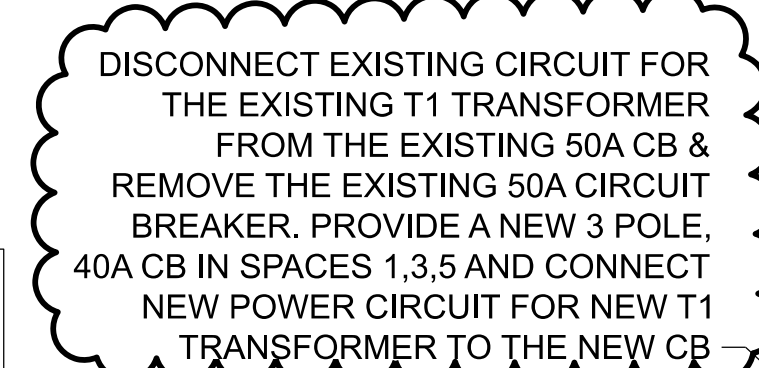 DISCONNECT EXISTING CIRCUIT FOR
THE EXISTING T1 TRANSFORMER
FROM THE EXISTING 50A CB &
REMOVE THE EXISTING 50A CIRCUIT
BREAKER. PROVIDE A NEW 3 POLE,
40A CB IN SPACES 1,3,5 AND CONNECT
NEW POWER CIRCUIT FOR NEW T1
TRANSFORMER TO THE NEW CB